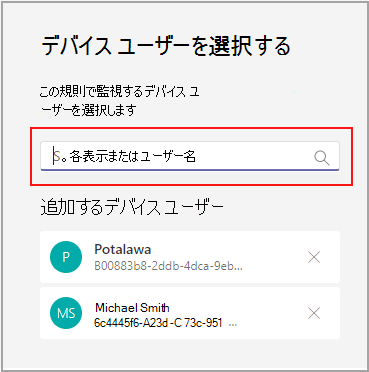 デバイス ユーザーを選択する
この規則で監視するデバイス ユ
ーザーを選択します
S。各表示またはユーザー名
追加するデバイス ユーザー
P
Potalawa
B00883b8-2ddb-4dca-9eb...
MS
Michael Smith
6c4445f6-A23d -C 73c-951 ...